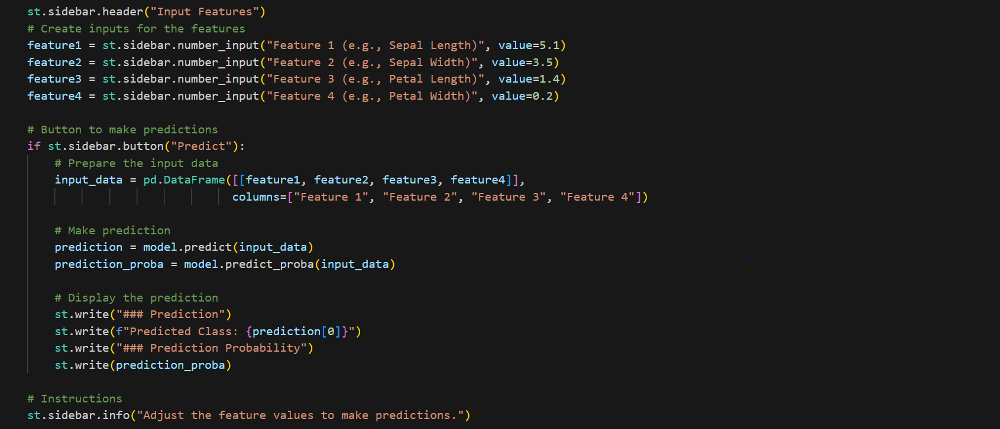 st.sidebar.header("Input Features")
# Create inputs for the features
feature1 = st.sidebar.number_input("Feature 1 (e.g., Sepal Length)", value=5.1)
feature2 = st.sidebar.number_input("Feature 2 (e.g., Sepal Width)", value=3.5)
feature3 = st.sidebar.number_input("Feature 3 (e.g., Petal Length)", value=1.4)
feature4 = st.sidebar.number_input("Feature 4 (e.g., Petal Width)", value=0.2)

# Button to make predictions
if st.sidebar.button("Predict"):
    # Prepare the input data
    input_data = pd.DataFrame([[feature1, feature2, feature3, feature4]],
                              columns=["Feature 1", "Feature 2", "Feature 3", "Feature 4"])

    # Make prediction
    prediction = model.predict(input_data)
    prediction_proba = model.predict_proba(input_data)

    # Display the prediction
    st.write("### Prediction")
    st.write(f"Predicted Class: {prediction[0]}")
    st.write("### Prediction Probability")
    st.write(prediction_proba)

# Instructions
st.sidebar.info("Adjust the feature values to make predictions.")